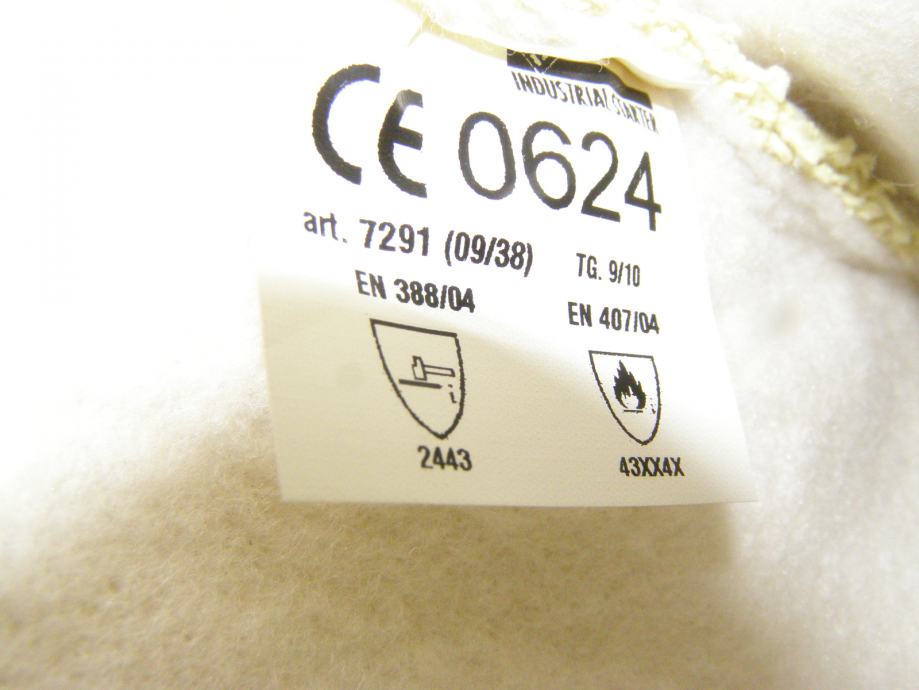 INDUSTRIAL STARTER
CE 0624
art. 7291 (09/38) TG. 9/10
EN 388/04 EN 407/04
2443 43XX4X